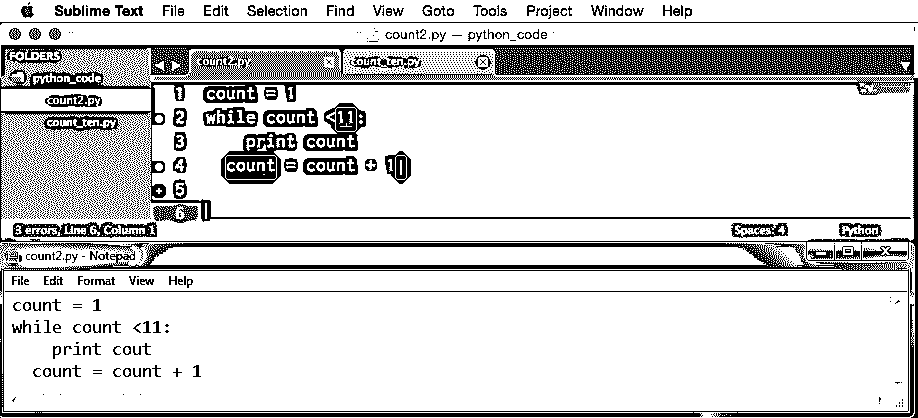 Sublime Text File Edit Selection Find View Goto Tools Project Window Help
count2.py — python_code
FOLDERS
python_code
count2.py
count_ten.py
count2.py
count_ten.py
1 count = 1
2 while count <11:
3 print count
4 count = count + 1
5
6
3 errors, Line 6, Column 1 Spaces: 4 Python
count2.py - Notepad
File Edit Format View Help
count = 1
while count <11:
print cout
count = count + 1